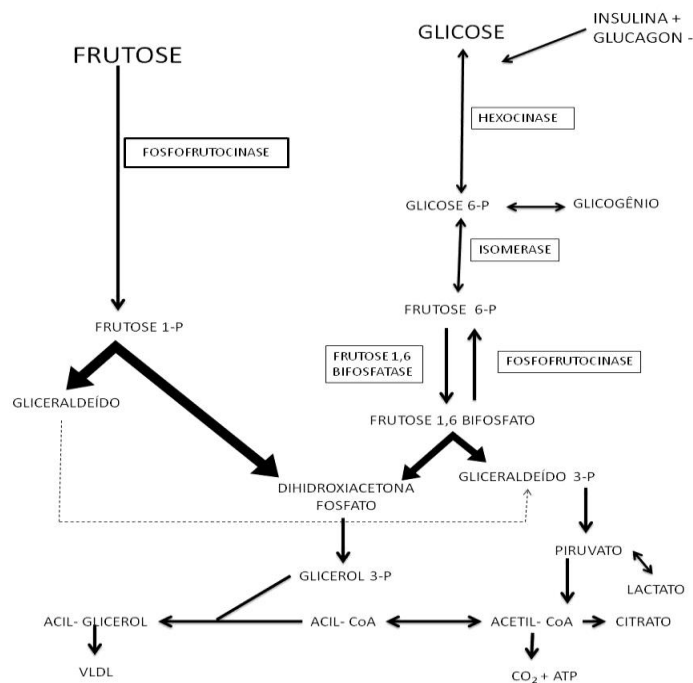 INSULINA +
GLUCAGON -
GLICOSE
FRUTOSE
HEXOCINASE
FOSFOFRUTOCINASE
GLICOSE 6-P
GLICOGÊNIO
ISOMERASE
FRUTOSE 6-P
FRUTOSE 1-P
FRUTOSE 1,6
BIFOSFATASE
FOSFOFRUTOCINASE
GLICERALDEÍDO
FRUTOSE 1,6 BIFOSFATO
GLICERALDEÍDO 3-P
DIHIDROXIACETONA
FOSFATO
PIRUVATO
GLICEROL 3-P
LACTATO
ACIL- GLICEROL
ACIL- CoA
ACETIL- CoA
CITRATO
VLDL
CO₂ + ATP